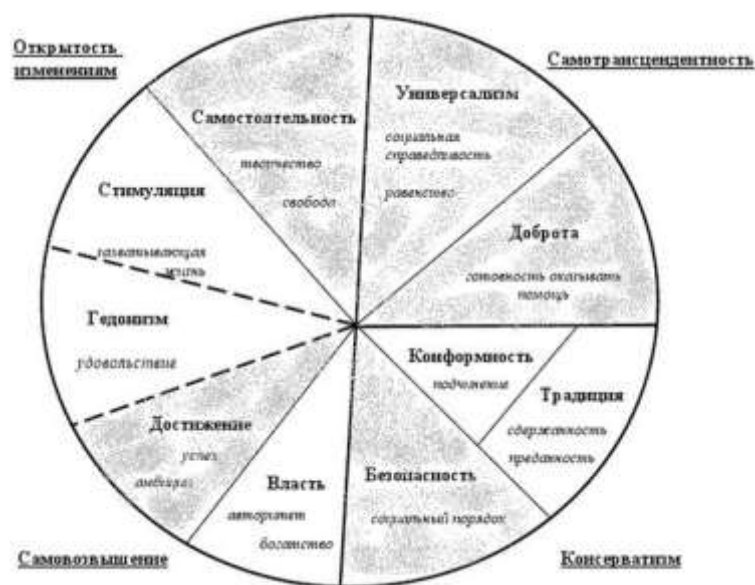 Открытость
изменениям
Самотрансцендентность
Самостоятельность
творчество
свобода
Универсализм
социальная
справедливость
равенство
Стимуляция
захватывающая
жизнь
Доброта
готовность оказывать
помощь
Гедонизм
удовольствие
Конформность
подчинение
Традиция
сдержанность
преданность
Достижение
успех
амбиции
Власть
авторитет
богатство
Безопасность
социальный порядок
Самовозвышение
Консерватизм